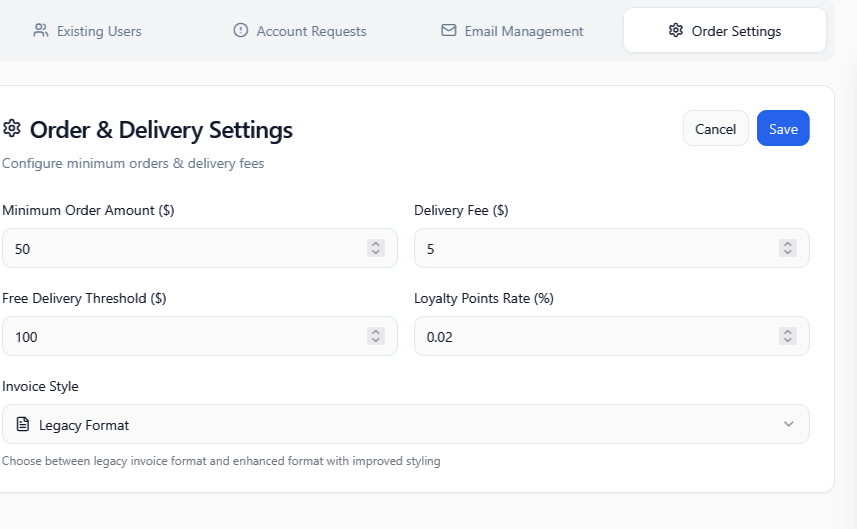 Existing Users
Account Requests
Email Management
Order Settings
Order & Delivery Settings
Cancel
Save
Configure minimum orders & delivery fees
Minimum Order Amount ($)
Delivery Fee ($)
50
5
Free Delivery Threshold ($)
Loyalty Points Rate (%)
100
0.02
Invoice Style
Legacy Format
Choose between legacy invoice format and enhanced format with improved styling